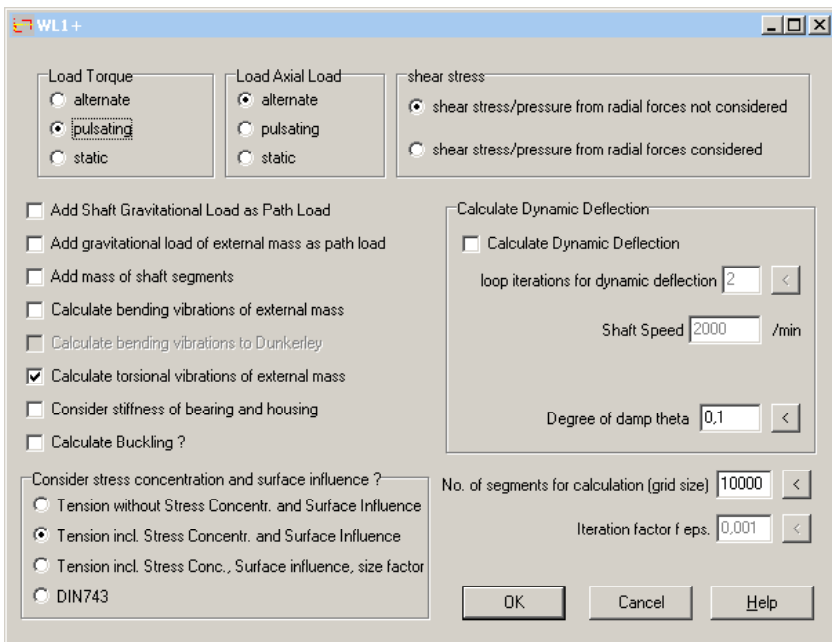 WL1+
Load Torque
alternate
pulsating
static
Load Axial Load
alternate
pulsating
static
shear stress
shear stress/pressure from radial forces not considered
shear stress/pressure from radial forces considered
Add Shaft Gravitational Load as Path Load
Add gravitational load of external mass as path load
Add mass of shaft segments
Calculate bending vibrations of external mass
Calculate bending vibrations to Dunkerley
Calculate torsional vibrations of external mass
Consider stiffness of bearing and housing
Calculate Buckling ?
Calculate Dynamic Deflection
Calculate Dynamic Deflection
loop iterations for dynamic deflection 2 <
Shaft Speed 2000 /min
Degree of damp theta 0,1 <
Consider stress concentration and surface influence ?
Tension without Stress Concentr. and Surface Influence
Tension incl. Stress Concentr. and Surface Influence
Tension incl. Stress Conc., Surface influence, size factor
DIN743
No. of segments for calculation (grid size) 10000 <
Iteration factor f eps. 0,001 <
OK Cancel Help